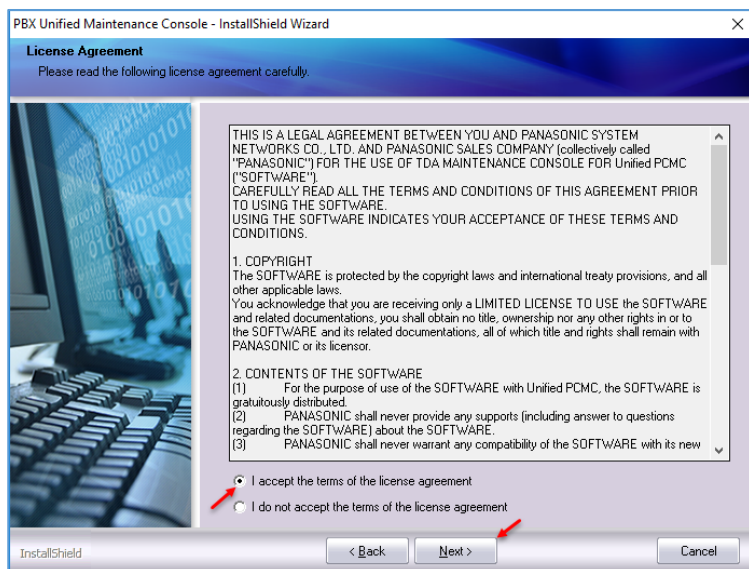 PBX Unified Maintenance Console - InstallShield Wizard
License Agreement
Please read the following license agreement carefully.
THIS IS A LEGAL AGREEMENT BETWEEN YOU AND PANASONIC SYSTEM
NETWORKS CO., LTD. AND PANASONIC SALES COMPANY (collectively called
"PANASONIC") FOR THE USE OF TDA MAINTENANCE CONSOLE FOR Unified PCMC
("SOFTWARE").
CAREFULLY READ ALL THE TERMS AND CONDITIONS OF THIS AGREEMENT PRIOR
TO USING THE SOFTWARE.
USING THE SOFTWARE INDICATES YOUR ACCEPTANCE OF THESE TERMS AND
CONDITIONS.
1. COPYRIGHT
The SOFTWARE is protected by the copyright laws and international treaty provisions, and all
other applicable laws.
You acknowledge that you are receiving only a LIMITED LICENSE TO USE the SOFTWARE
and related documentations, you shall obtain no title, ownership nor any other rights in or to
the SOFTWARE and its related documentations, all of which title and rights shall remain with
PANASONIC or its licensor.
2. CONTENTS OF THE SOFTWARE
(1) For the purpose of use of the SOFTWARE with Unified PCMC, the SOFTWARE is
gratuitously distributed.
(2) PANASONIC shall never provide any supports (including answer to questions
regarding the SOFTWARE) about the SOFTWARE.
(3) PANASONIC shall never warrant any compatibility of the SOFTWARE with its new
I accept the terms of the license agreement
I do not accept the terms of the license agreement
InstallShield
< Back
Next >
Cancel